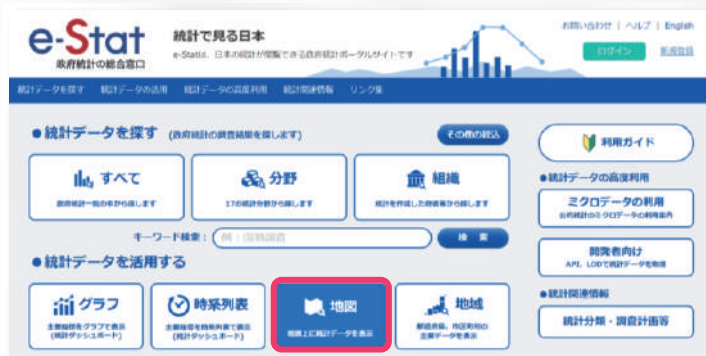 e-Stat
政府統計の総合窓口
統計で見る日本
e-Statは、日本の統計が閲覧できる政府統計ポータルサイトです
お問い合わせ | ヘルプ | English
ログイン
新規登録
統計データを探す 統計データの活用 統計データの高度利用 統計関連情報 リンク集
●統計データを探す (政府統計の調査結果を探します)
その他の絞込
すべて
政府統計一覧の中から探します
分野
17の統計分野から探します
組織
統計を作成した府省等から探します
キーワード検索:
例:国勢調査
検索
●統計データを活用する
グラフ
主要指標をグラフで表示
(統計ダッシュボード)
時系列表
主要指標を時系列表で表示
(統計ダッシュボード)
地図
地図上に統計データを表示
地域
都道府県、市区町村の
主要データを表示
利用ガイド
●統計データの高度利用
ミクロデータの利用
公的統計のミクロデータの利用案内
開発者向け
API、LODで統計データを取得
●統計関連情報
統計分類・調査計画等